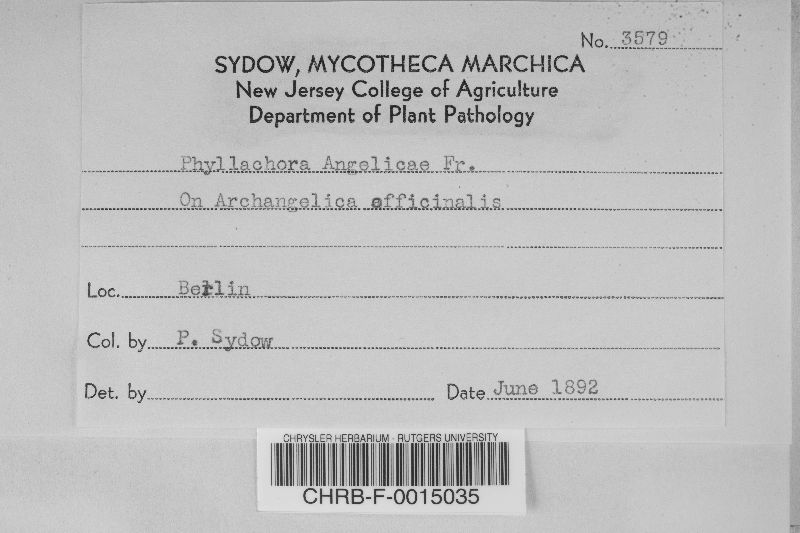 No. 3579
SYDOW, MYCOTHECA MARCHICA
New Jersey College of Agriculture
Department of Plant Pathology
Phyllachora Angelicae Fr.
On Archangelica officinalis
Loc. Berlin
Col. by P. Sydow
Det. by Date June 1892
CHRYSLER HERBARIUM - RUTGERS UNIVERSITY
CHRB-F-0015035